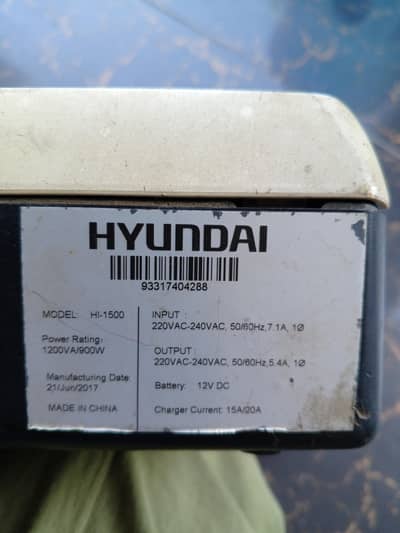 HYUNDAI
93317404288
MODEL: HI-1500
Power Rating:
1200VA/900W
Manufacturing Date:
21/Jun/2017
MADE IN CHINA
INPUT :
220VAC-240VAC, 50/60Hz,7.1A, 1Ø
OUTPUT :
220VAC-240VAC, 50/60Hz,5.4A, 1Ø
Battery: 12V DC
Charger Current: 15A/20A